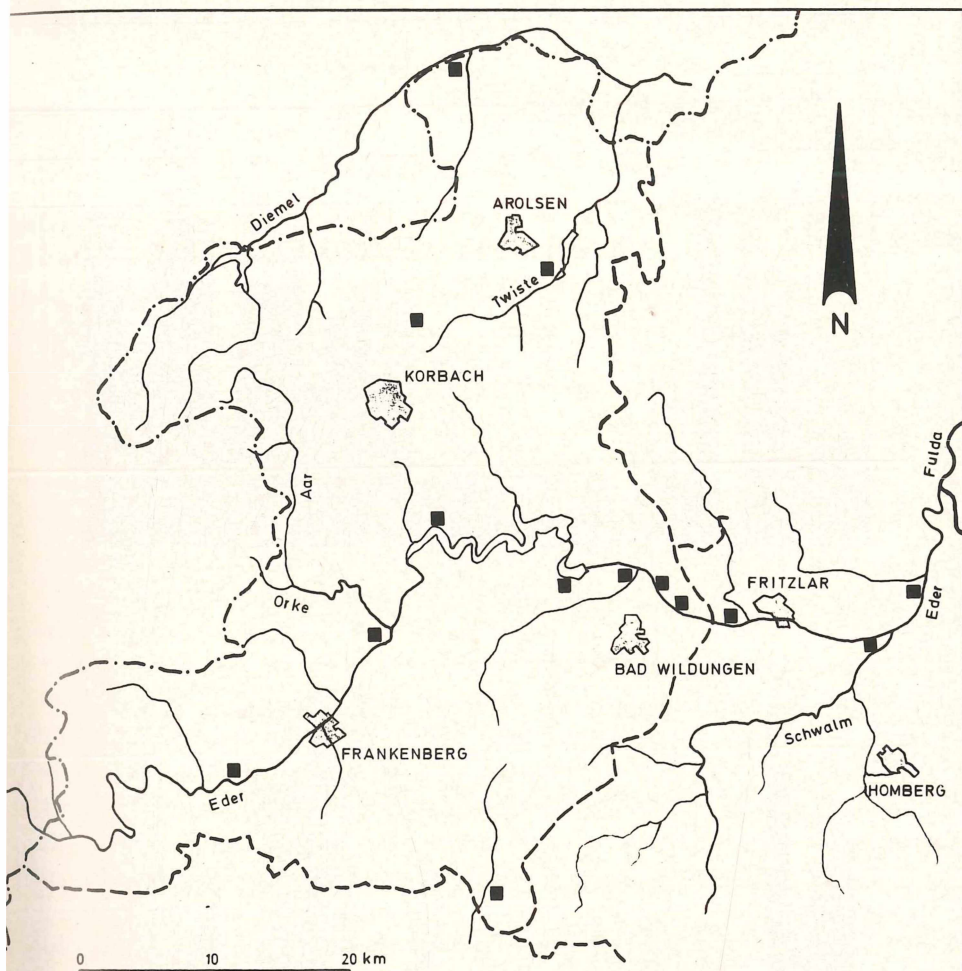 Diemel
AROLSEN
Twiste
N
KORBACH
Aar
Fulda
Orke
FRITZLAR
Eder
BAD WILDUNGEN
FRANKENBERG
Schwalm
Eder
HOMBERG
0 10 20 km